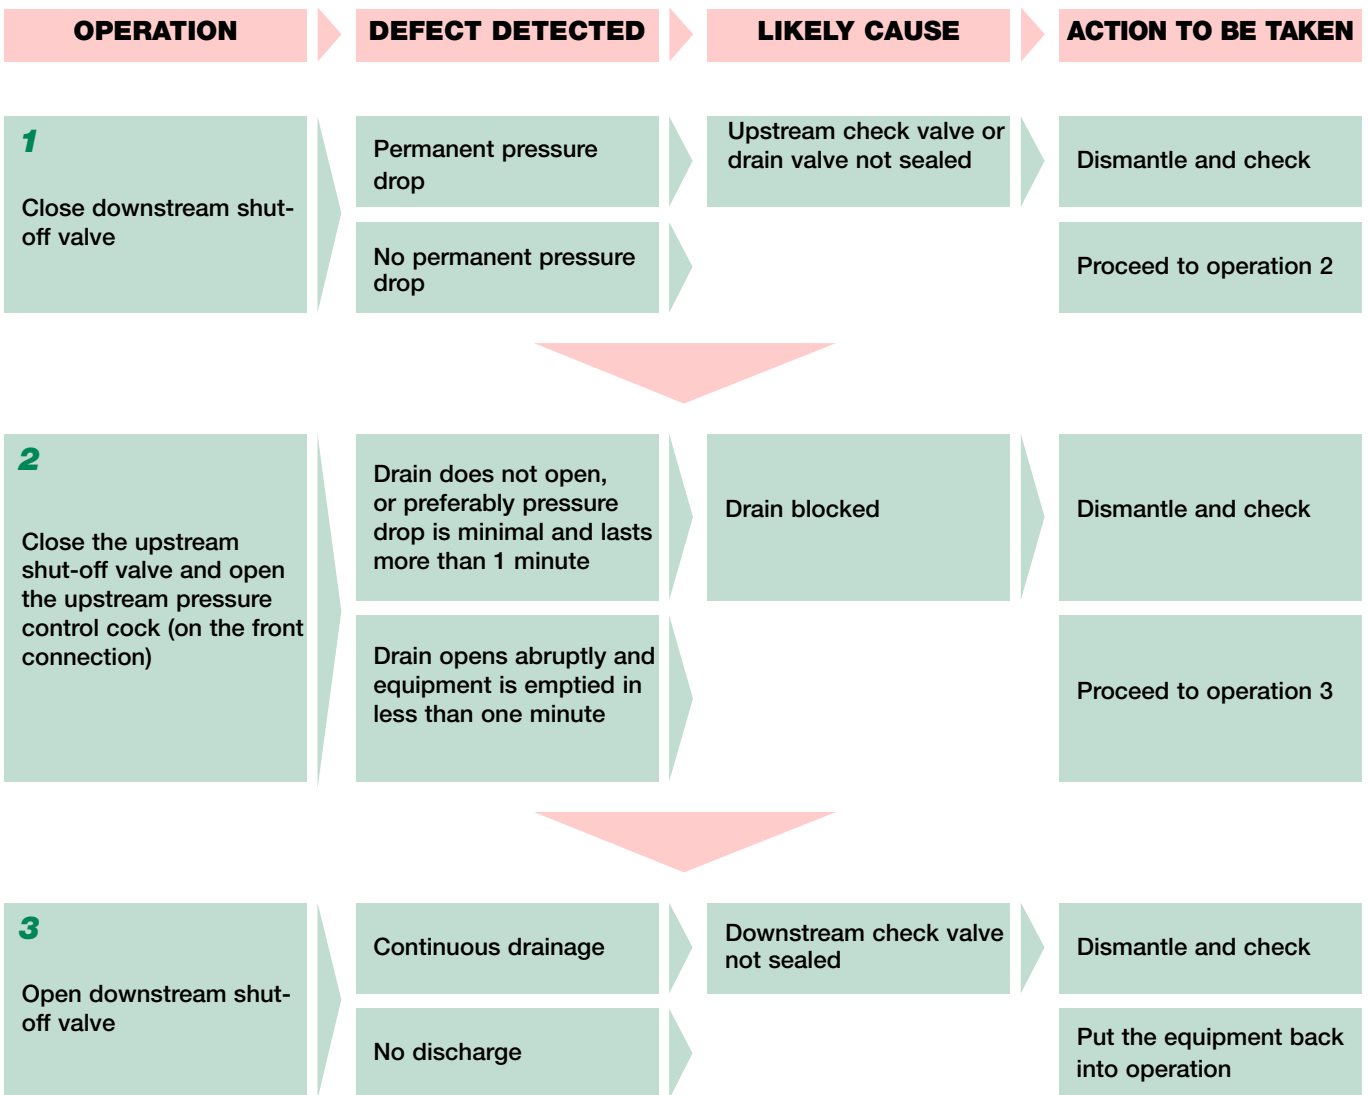 OPERATION
DEFECT DETECTED
LIKELY CAUSE
ACTION TO BE TAKEN
1
Close downstream shut-
off valve
Permanent pressure
drop
Upstream check valve or
drain valve not sealed
Dismantle and check
No permanent pressure
drop
Proceed to operation 2
2
Close the upstream
shut-off valve and open
the upstream pressure
control cock (on the front
connection)
Drain does not open,
or preferably pressure
drop is minimal and lasts
more than 1 minute
Drain blocked
Dismantle and check
Drain opens abruptly and
equipment is emptied in
less than one minute
Proceed to operation 3
3
Open downstream shut-
off valve
Continuous drainage
Downstream check valve
not sealed
Dismantle and check
No discharge
Put the equipment back
into operation